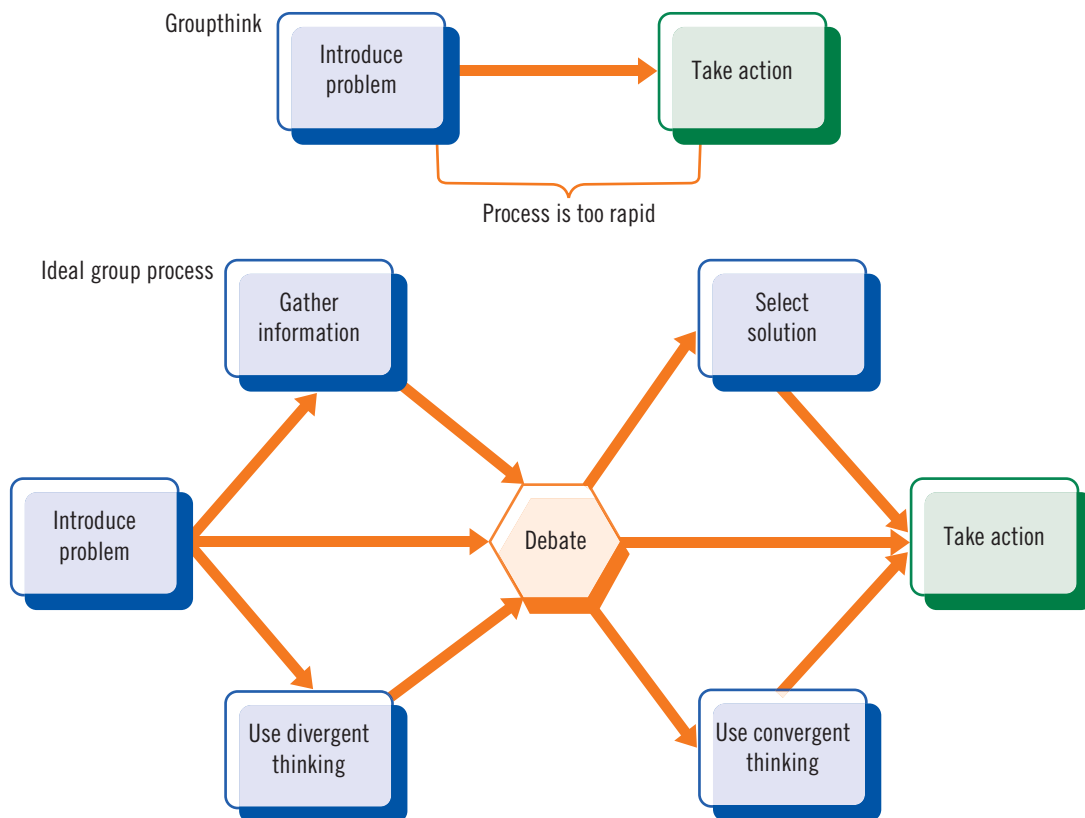 Groupthink
Introduce
problem
Take action
Process is too rapid
Ideal group process
Gather
information
Select
solution
Introduce
problem
Debate
Take action
Use divergent
thinking
Use convergent
thinking